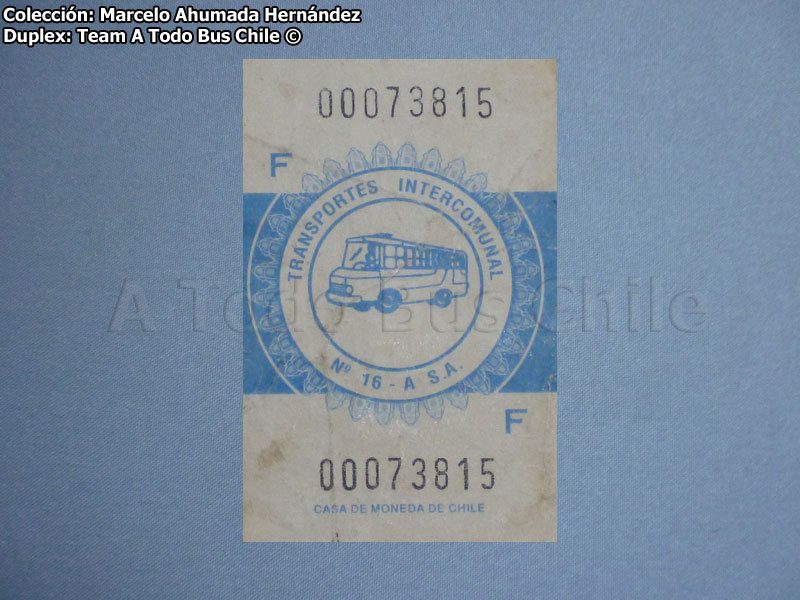 Colección: Marcelo Ahumada Hernández
Duplex: Team A Todo Bus Chile ©
00073815
F
TRANSPORTES INTERCOMUNAL
A Todo Bus Chile
Nº 16 - A S.A.
F
00073815
CASA DE MONEDA DE CHILE